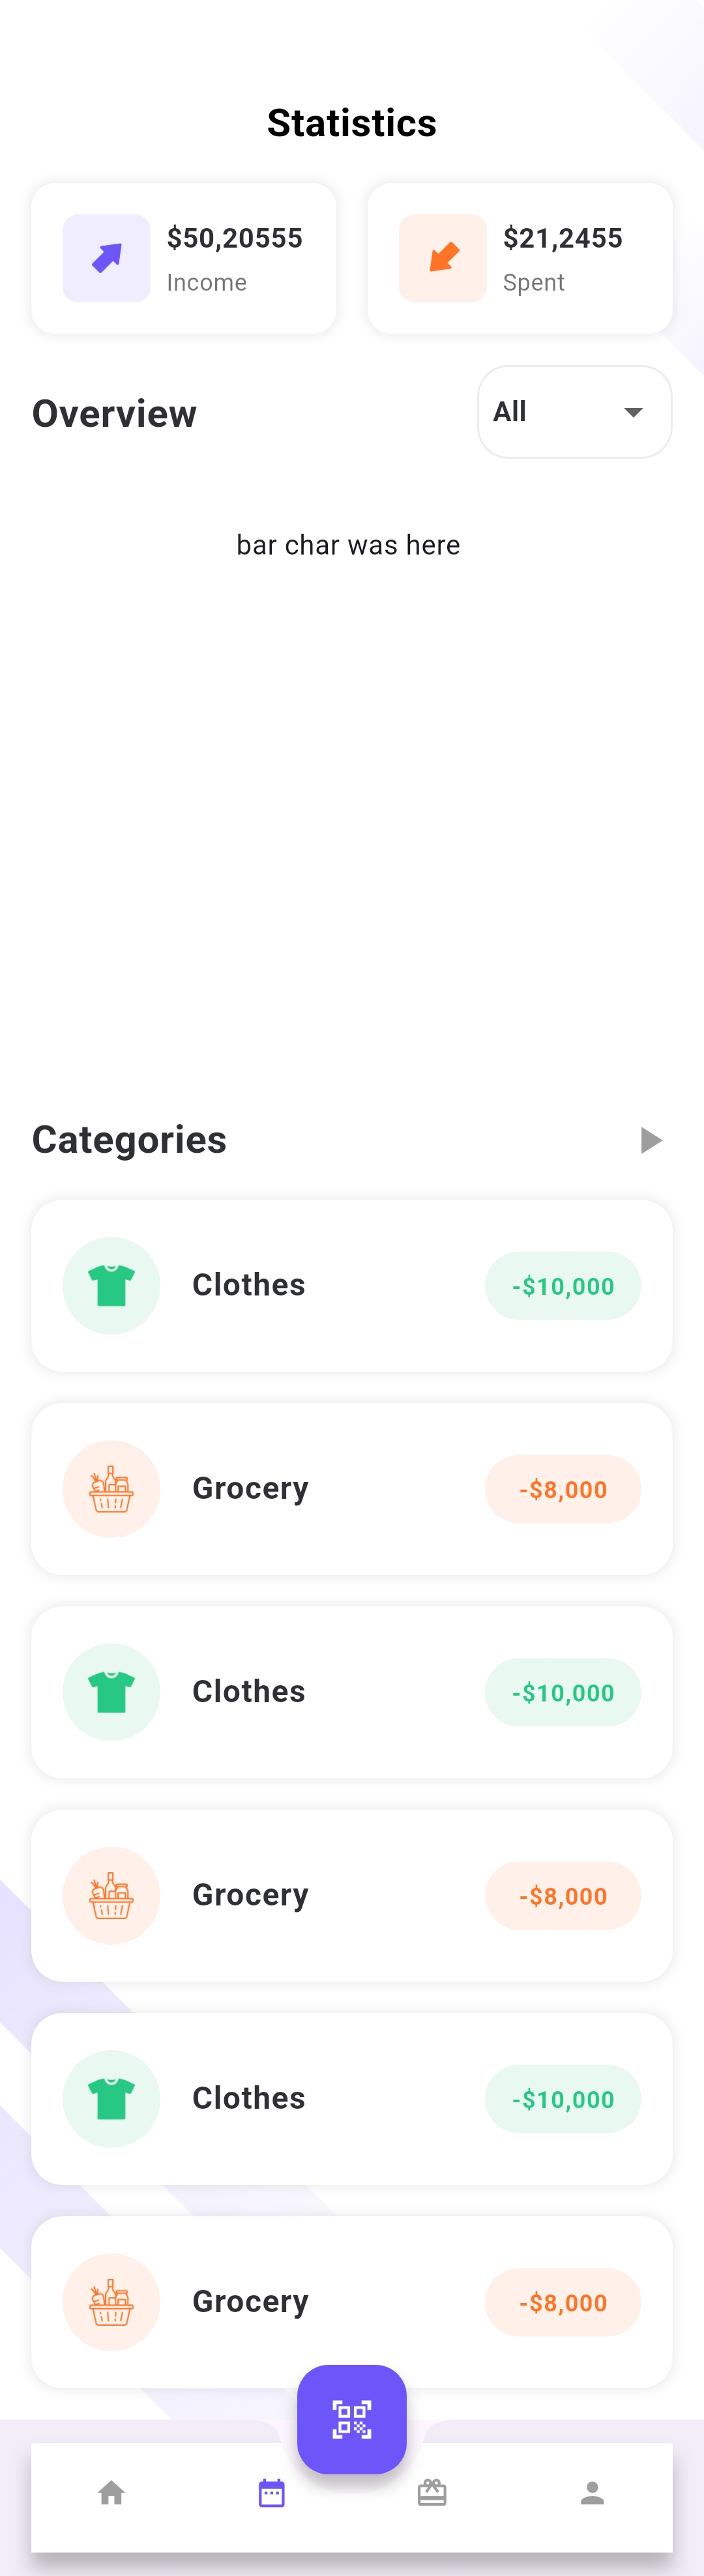 Statistics
$50,20555
Income
$21,2455
Spent
Overview
All
bar char was here
Categories
Clothes
-$10,000
Grocery
-$8,000
Clothes
-$10,000
Grocery
-$8,000
Clothes
-$10,000
Grocery
-$8,000